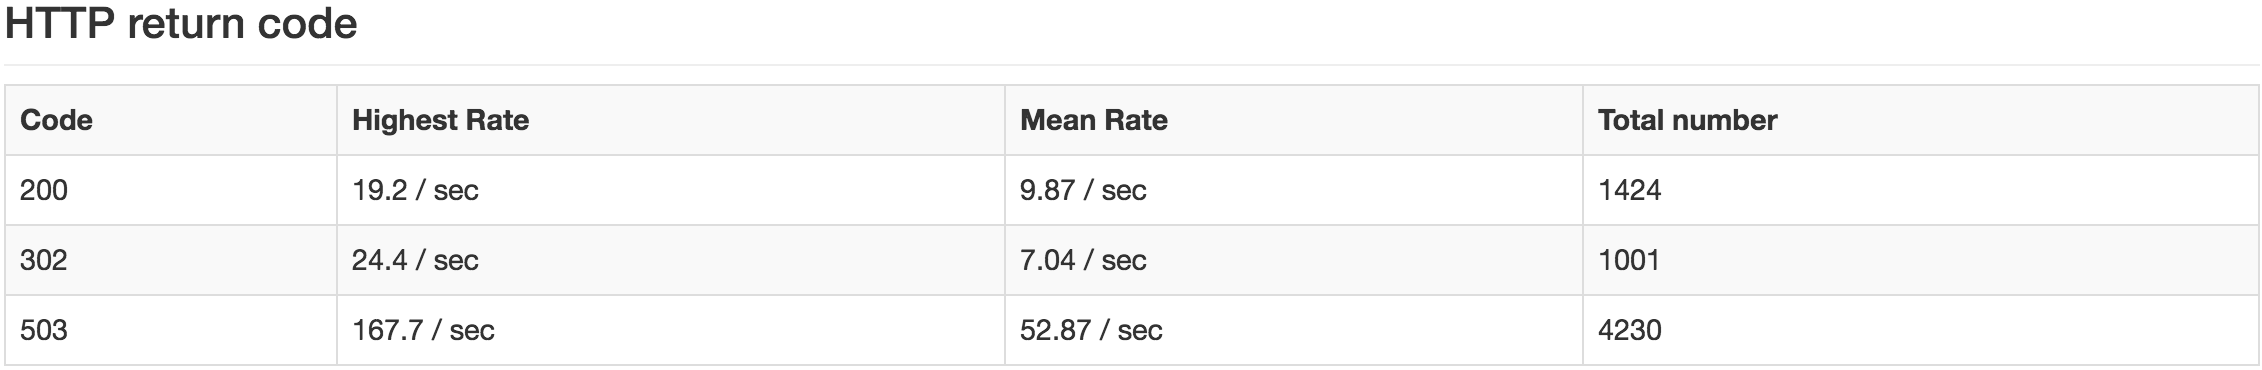 HTTP return code
Code Highest Rate Mean Rate Total number
200 19.2 / sec 9.87 / sec 1424
302 24.4 / sec 7.04 / sec 1001
503 167.7 / sec 52.87 / sec 4230